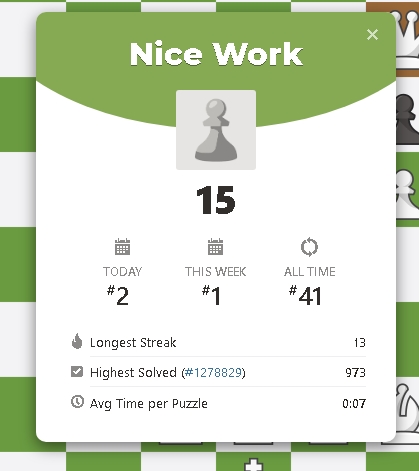 Nice Work
×
15
TODAY THIS WEEK ALL TIME
#2 #1 #41
Longest Streak 13
Highest Solved (#1278829) 973
Avg Time per Puzzle 0:07